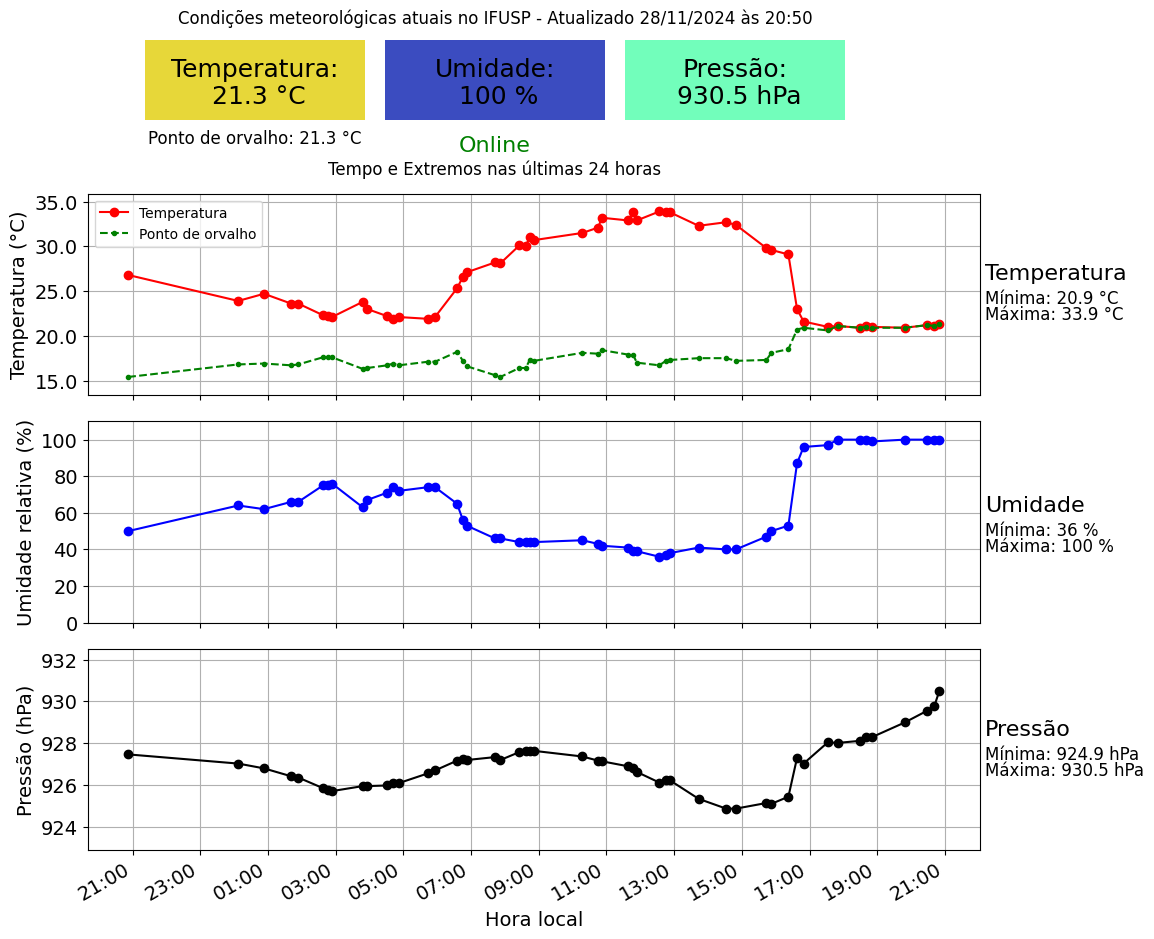 Condições meteorológicas atuais no IFUSP - Atualizado 28/11/2024 às 20:50
Temperatura:
21.3 °C
Umidade:
100 %
Pressão:
930.5 hPa
Ponto de orvalho: 21.3 °C
Online
Tempo e Extremos nas últimas 24 horas
Temperatura (°C)
35.0
30.0
25.0
20.0
15.0
Temperatura
Ponto de orvalho
Temperatura
Mínima: 20.9 °C
Máxima: 33.9 °C
Umidade relativa (%)
100
80
60
40
20
0
Umidade
Mínima: 36 %
Máxima: 100 %
Pressão (hPa)
932
930
928
926
924
Pressão
Mínima: 924.9 hPa
Máxima: 930.5 hPa
21:00
23:00
01:00
03:00
05:00
07:00
09:00
11:00
13:00
15:00
17:00
19:00
21:00
Hora local